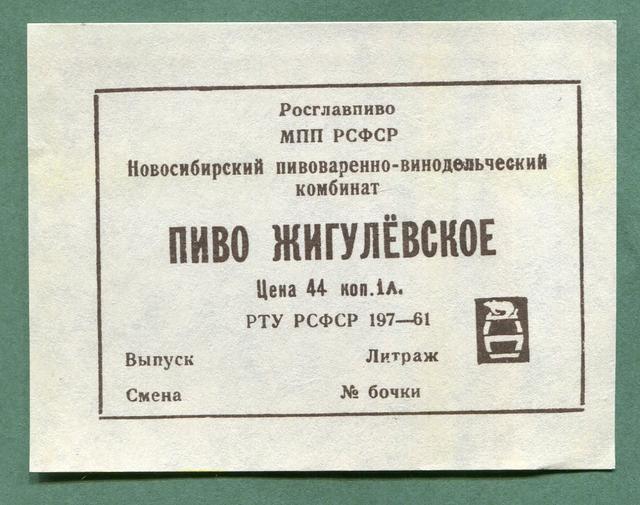 Росглавпиво
МПП РСФСР
Новосибирский пивоваренно-винодельческий
комбинат
ПИВО ЖИГУЛЁВСКОЕ
Цена 44 коп.1л.
РТУ РСФСР 197—61
Выпуск Литраж
Смена № бочки